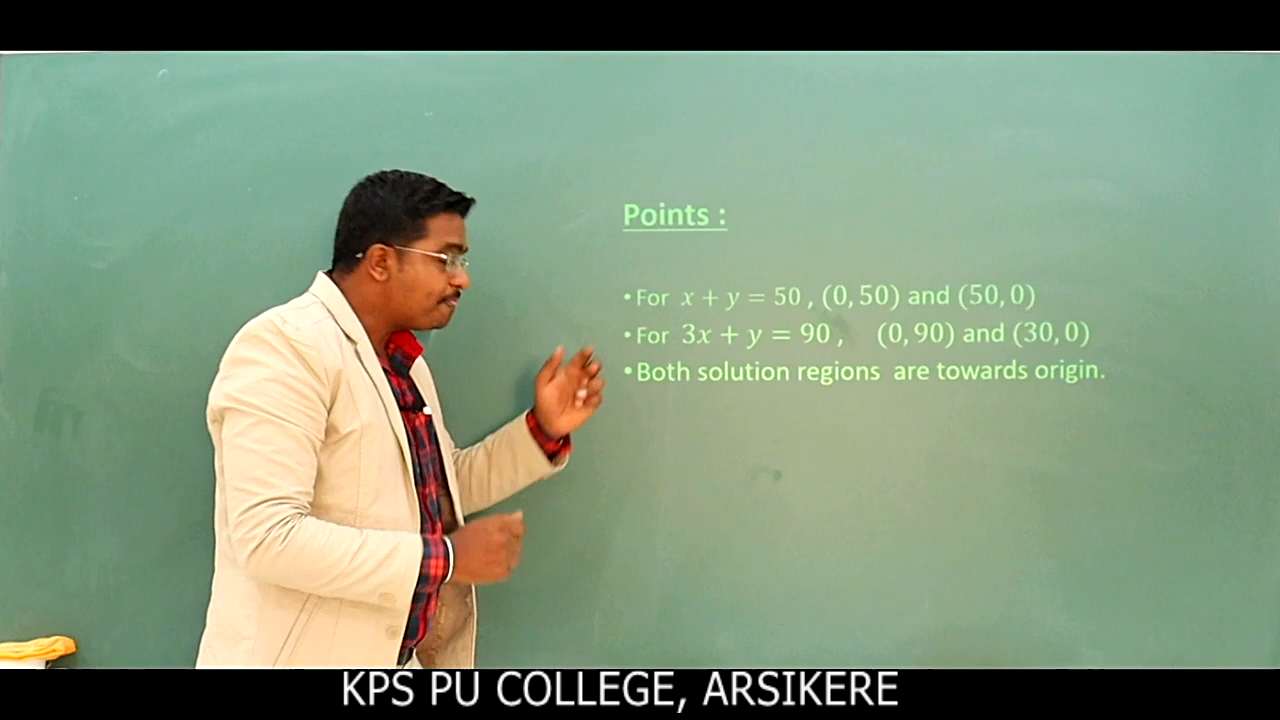 Points :
• For x + y = 50 , (0, 50) and (50, 0)
• For 3x + y = 90 , (0, 90) and (30, 0)
• Both solution regions are towards origin.
KPS PU COLLEGE, ARSIKERE